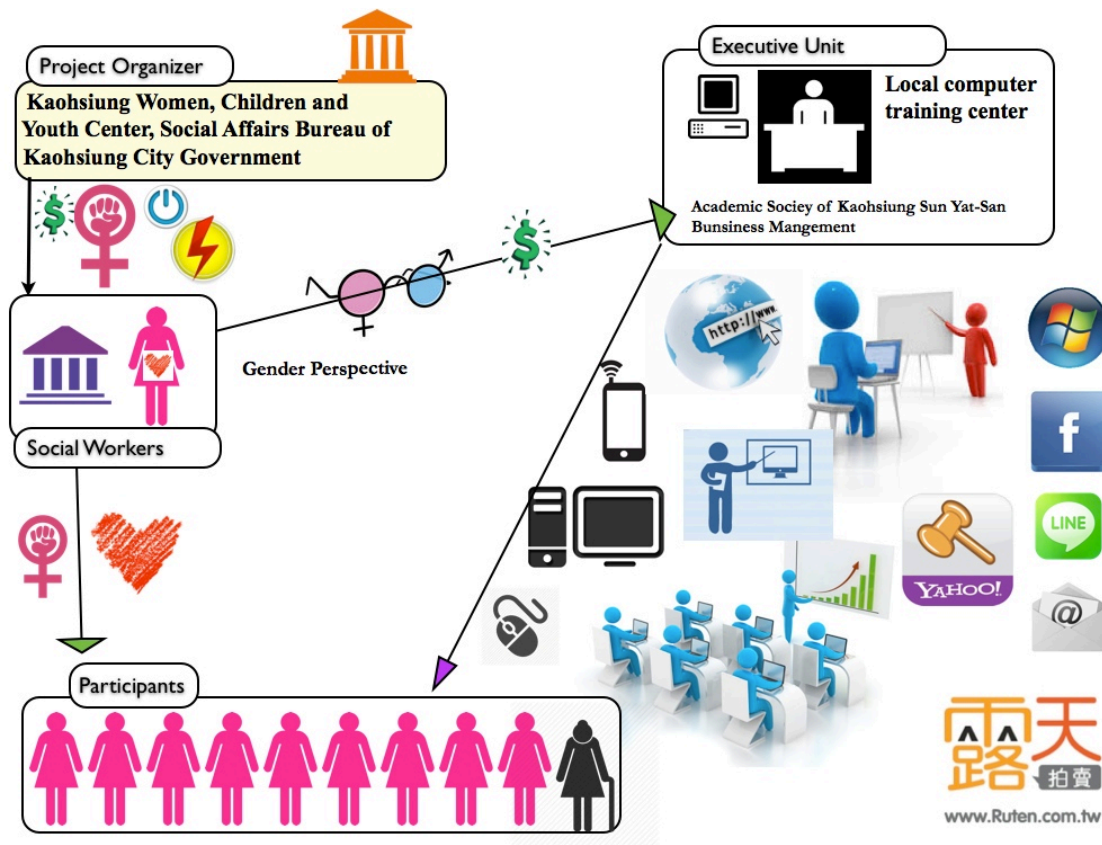 Project Organizer
Kaohsiung Women, Children and
Youth Center, Social Affairs Bureau of
Kaohsiung City Government
Executive Unit
Local computer
training center
Academic Sociey of Kaohsiung Sun Yat-San
Bunsiness Mangement
Gender Perspective
Social Workers
http://www.
f
LINE
YAHOO!
@
Participants
露天
拍賣
www.Ruten.com.tw